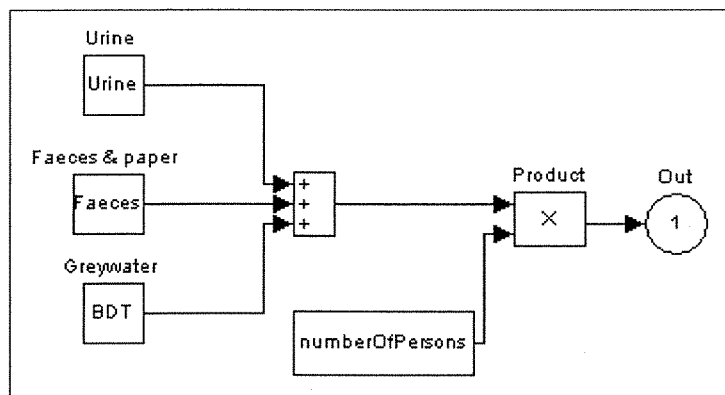 Urine
Urine
Faeces & paper
Faeces
+
+
+
Product
×
Out
1
Greywater
BDT
numberOfPersons